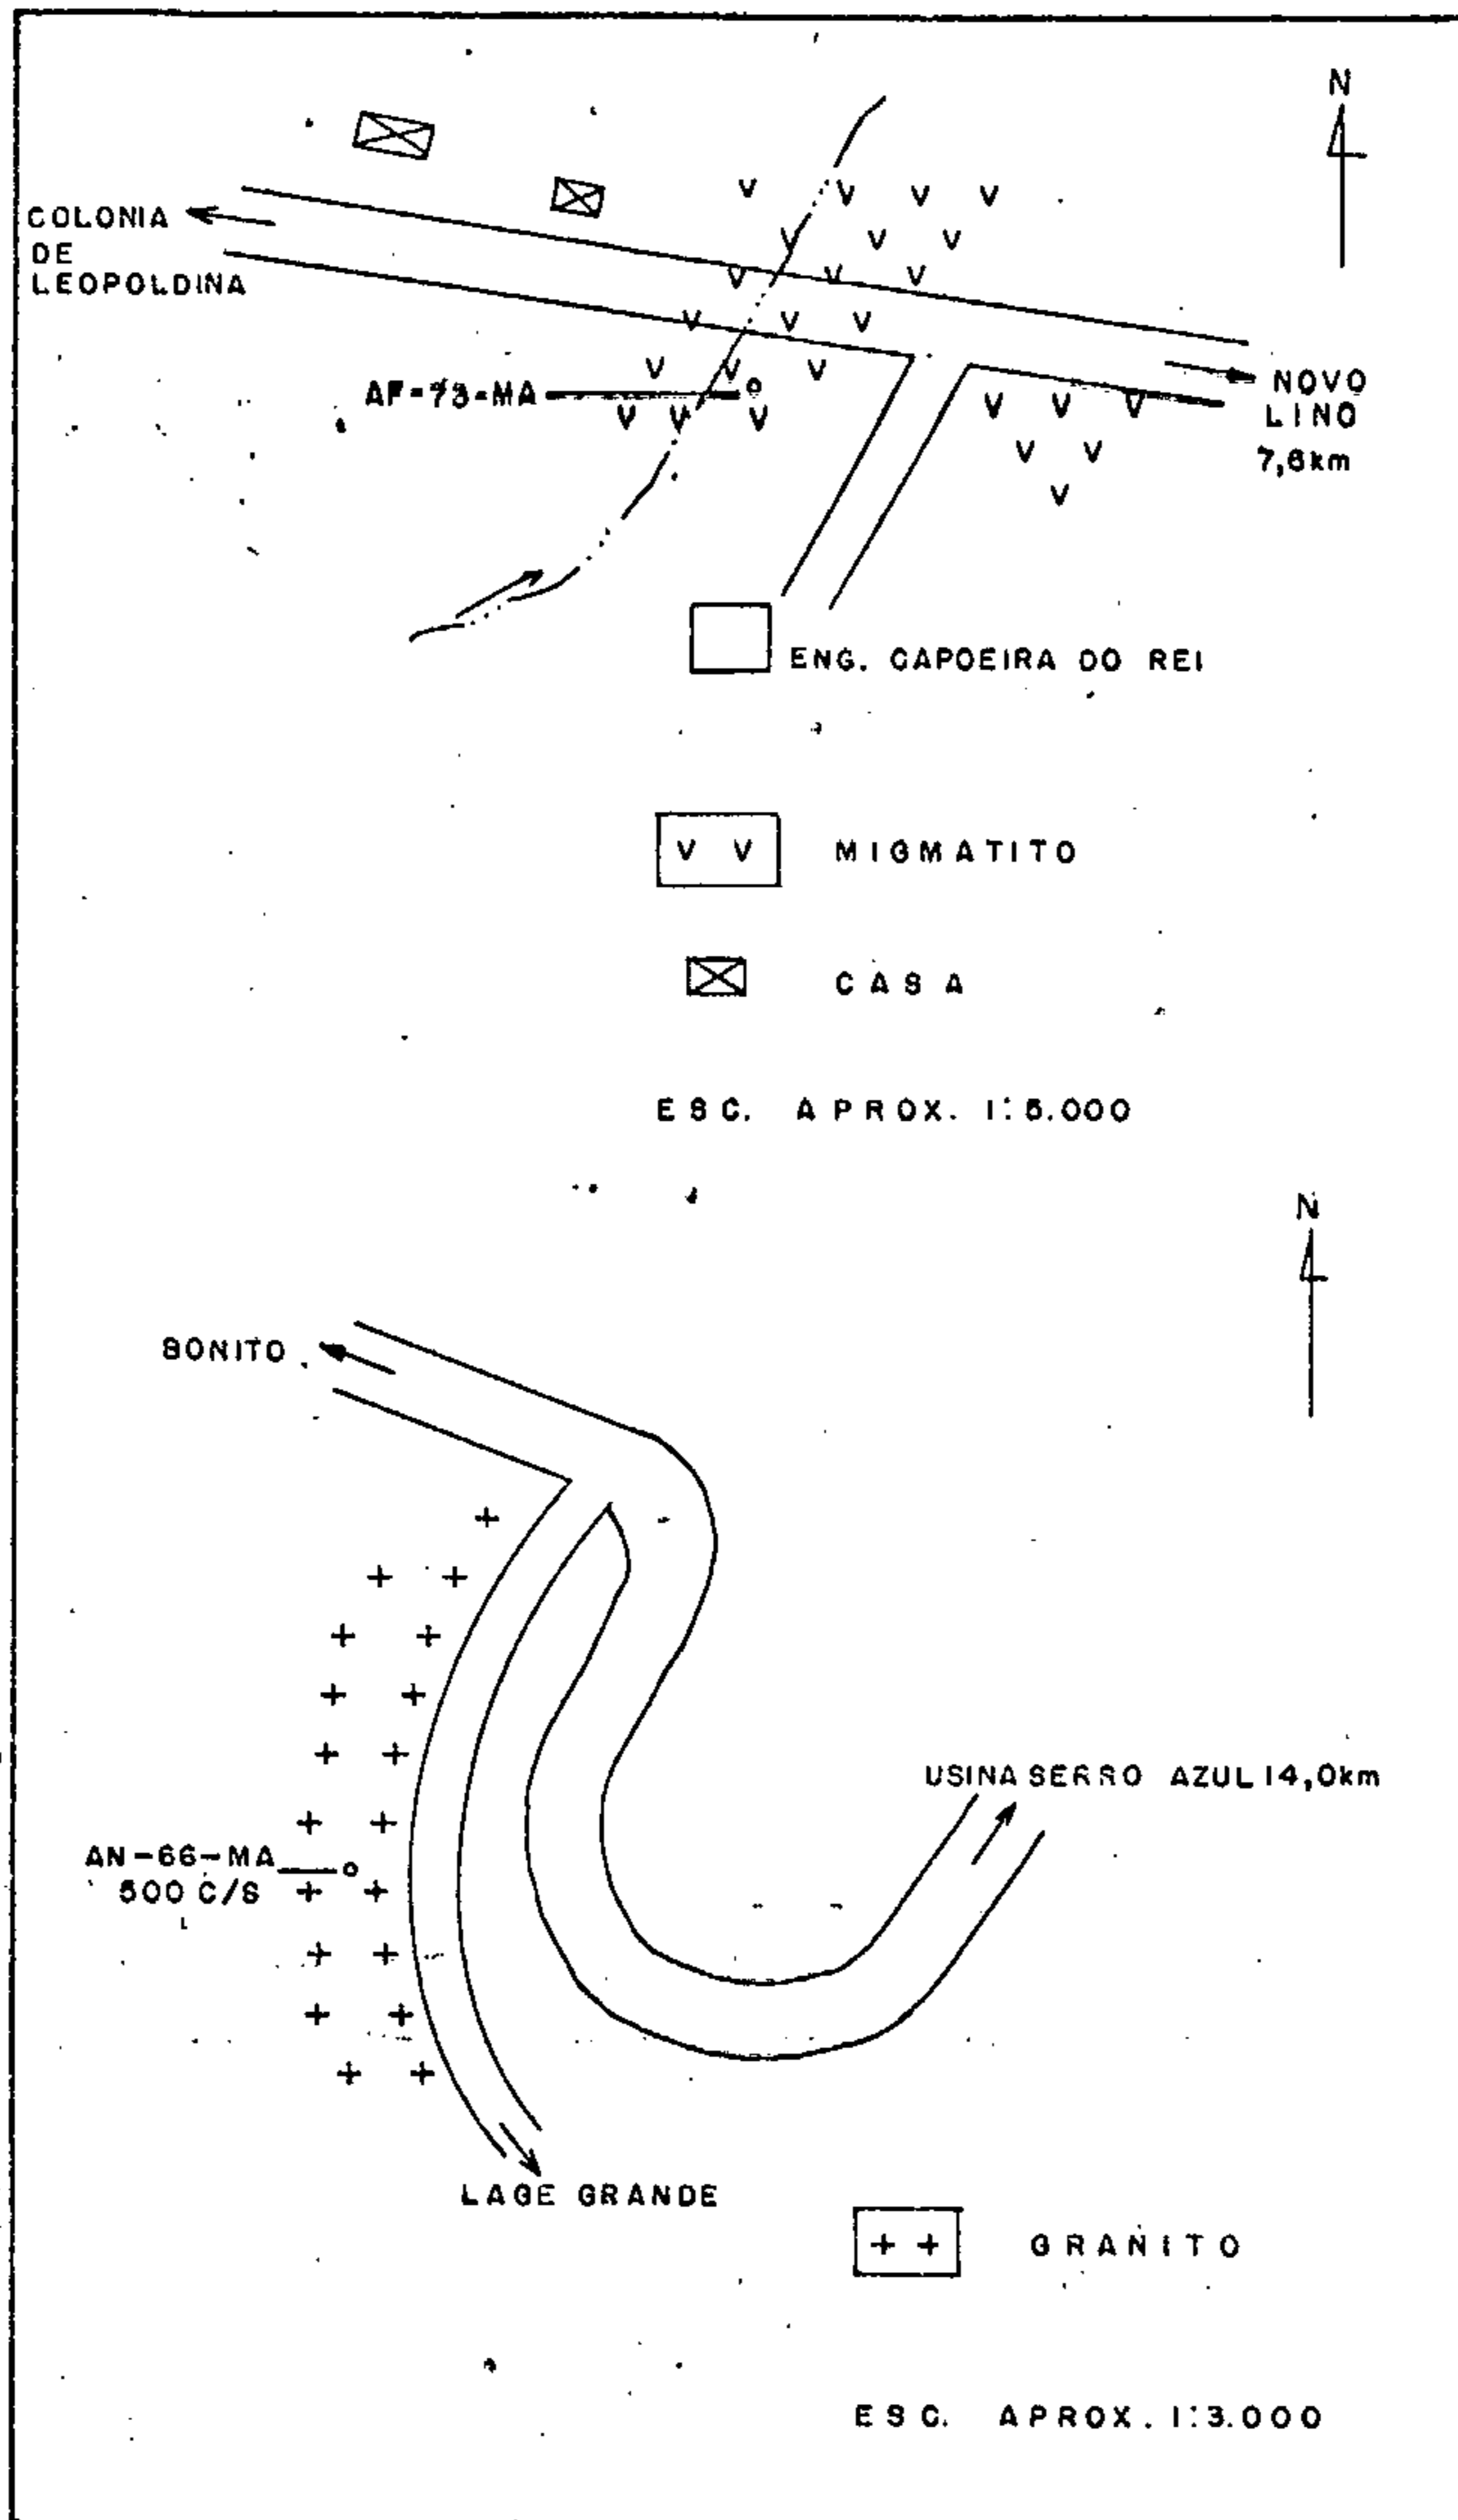 N
COLONIA
DE
LEOPOLDINA
AF-73-MA
NOVO
LINO
7,6km
ENG. CAPOEIRA DO REI
V V MIGMATITO
CASA
ESC. APROX. 1:5.000
N
BONITO
USINA SERRO AZUL 14,0km
AN-66-MA
500 C/S
LAGE GRANDE
+ + GRANITO
ESC. APROX. 1:3.000